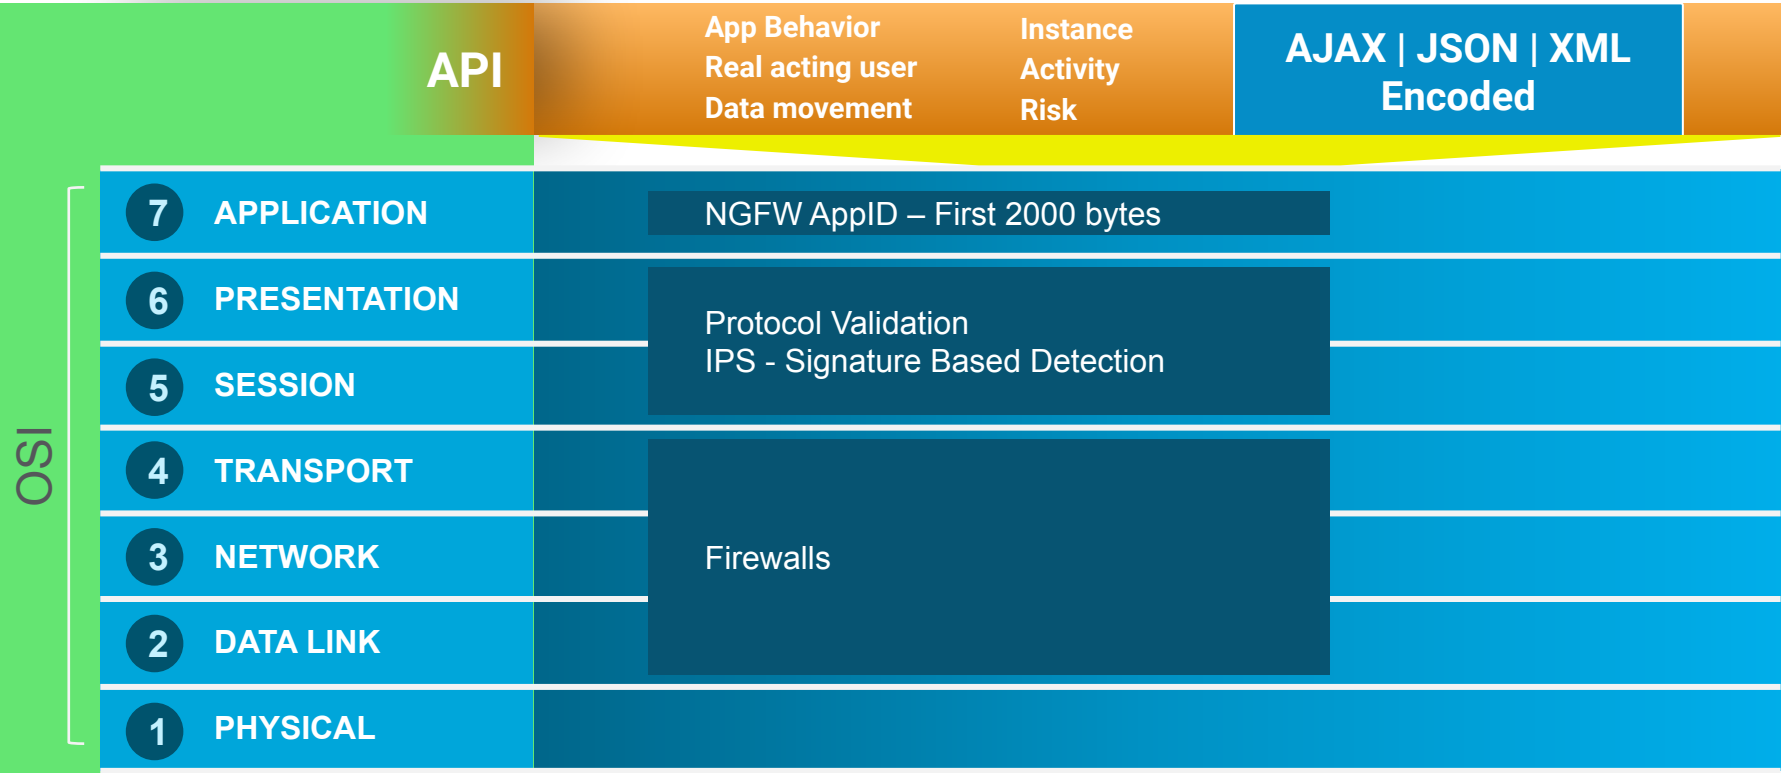 API
App Behavior
Real acting user
Data movement
Instance
Activity
Risk
AJAX | JSON | XML
Encoded
OSI
7 APPLICATION
NGFW AppID – First 2000 bytes
6 PRESENTATION
5 SESSION
Protocol Validation
IPS - Signature Based Detection
4 TRANSPORT
3 NETWORK
2 DATA LINK
Firewalls
1 PHYSICAL